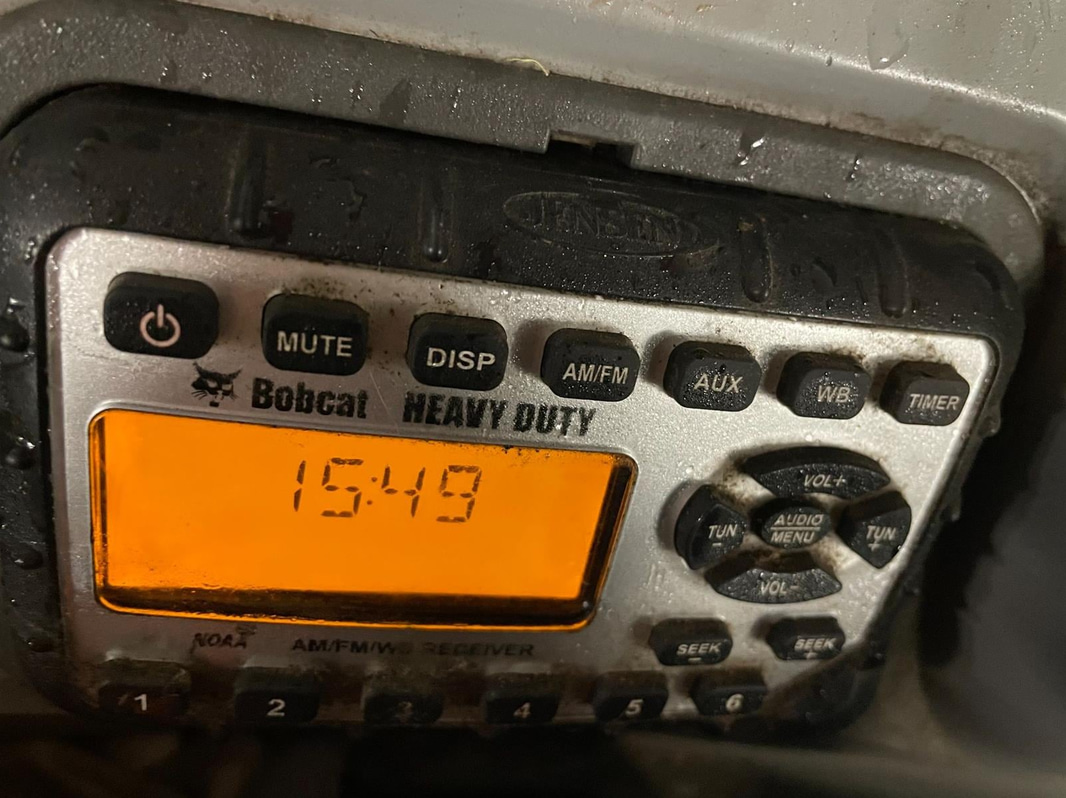 JENSEN
MUTE DISP AM/FM AUX WB TIMER
Bobcat HEAVY DUTY
15:49
VOL+
TUN - AUDIO MENU TUN +
VOL-
NOAA AM/FM/WB RECEIVER
SEEK - SEEK +
1 2 3 4 5 6